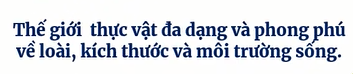 Thế giới thực vật đa dạng và phong phú
về loài, kích thước và môi trường sống.